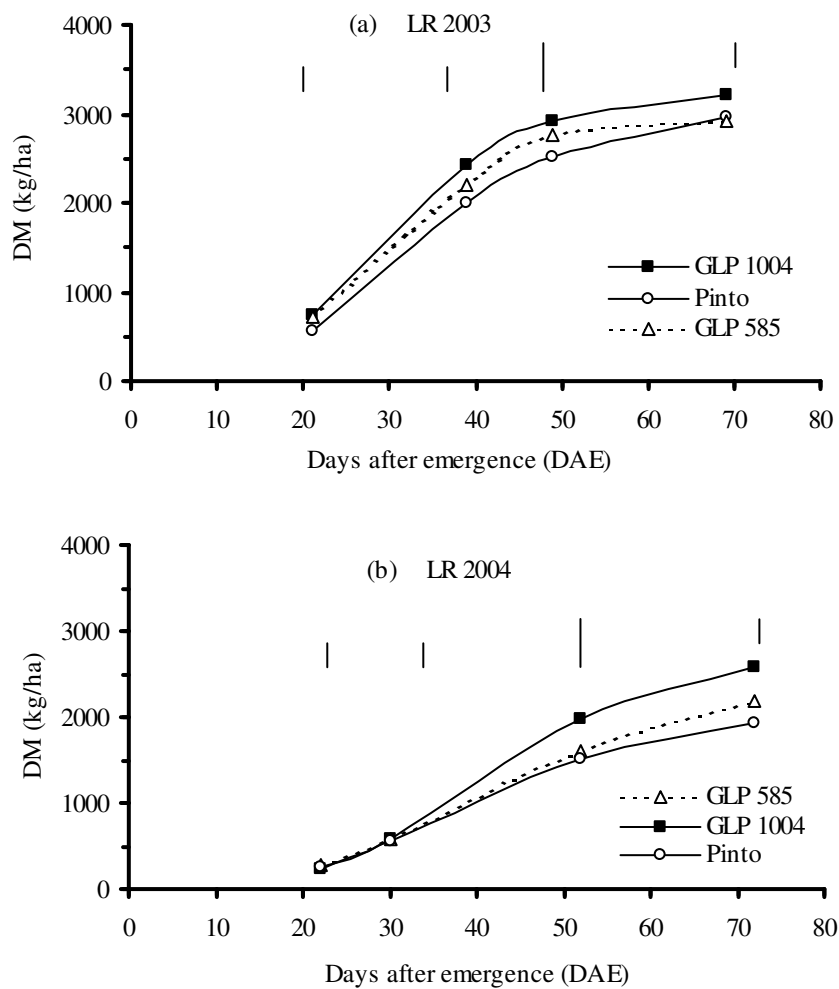 (a) LR 2003
4000
3000
2000
1000
0
DM (kg/ha)
GLP 1004
Pinto
GLP 585
0 10 20 30 40 50 60 70 80
Days after emergence (DAE)
(b) LR 2004
4000
3000
2000
1000
0
DM (kg/ha)
GLP 585
GLP 1004
Pinto
0 10 20 30 40 50 60 70 80
Days after emergence (DAE)